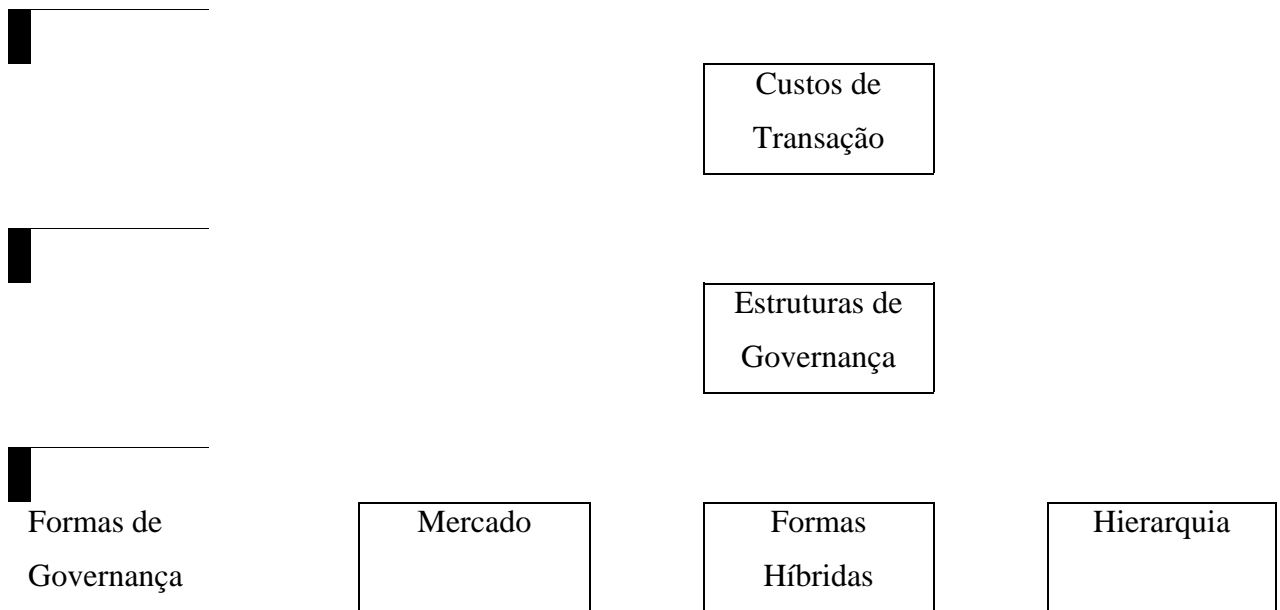 Custos de
Transação
Estruturas de
Governança
Formas de
Governança
Mercado
Formas
Híbridas
Hierarquia